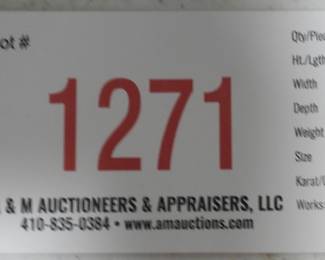 ot #
1271
& M AUCTIONEERS & APPRAISERS, LLC
410-835-0384 • www.amauctions.com
Qty/Pie
Ht./Lgth
Width
Depth
Weight
Size
Karat/
Works